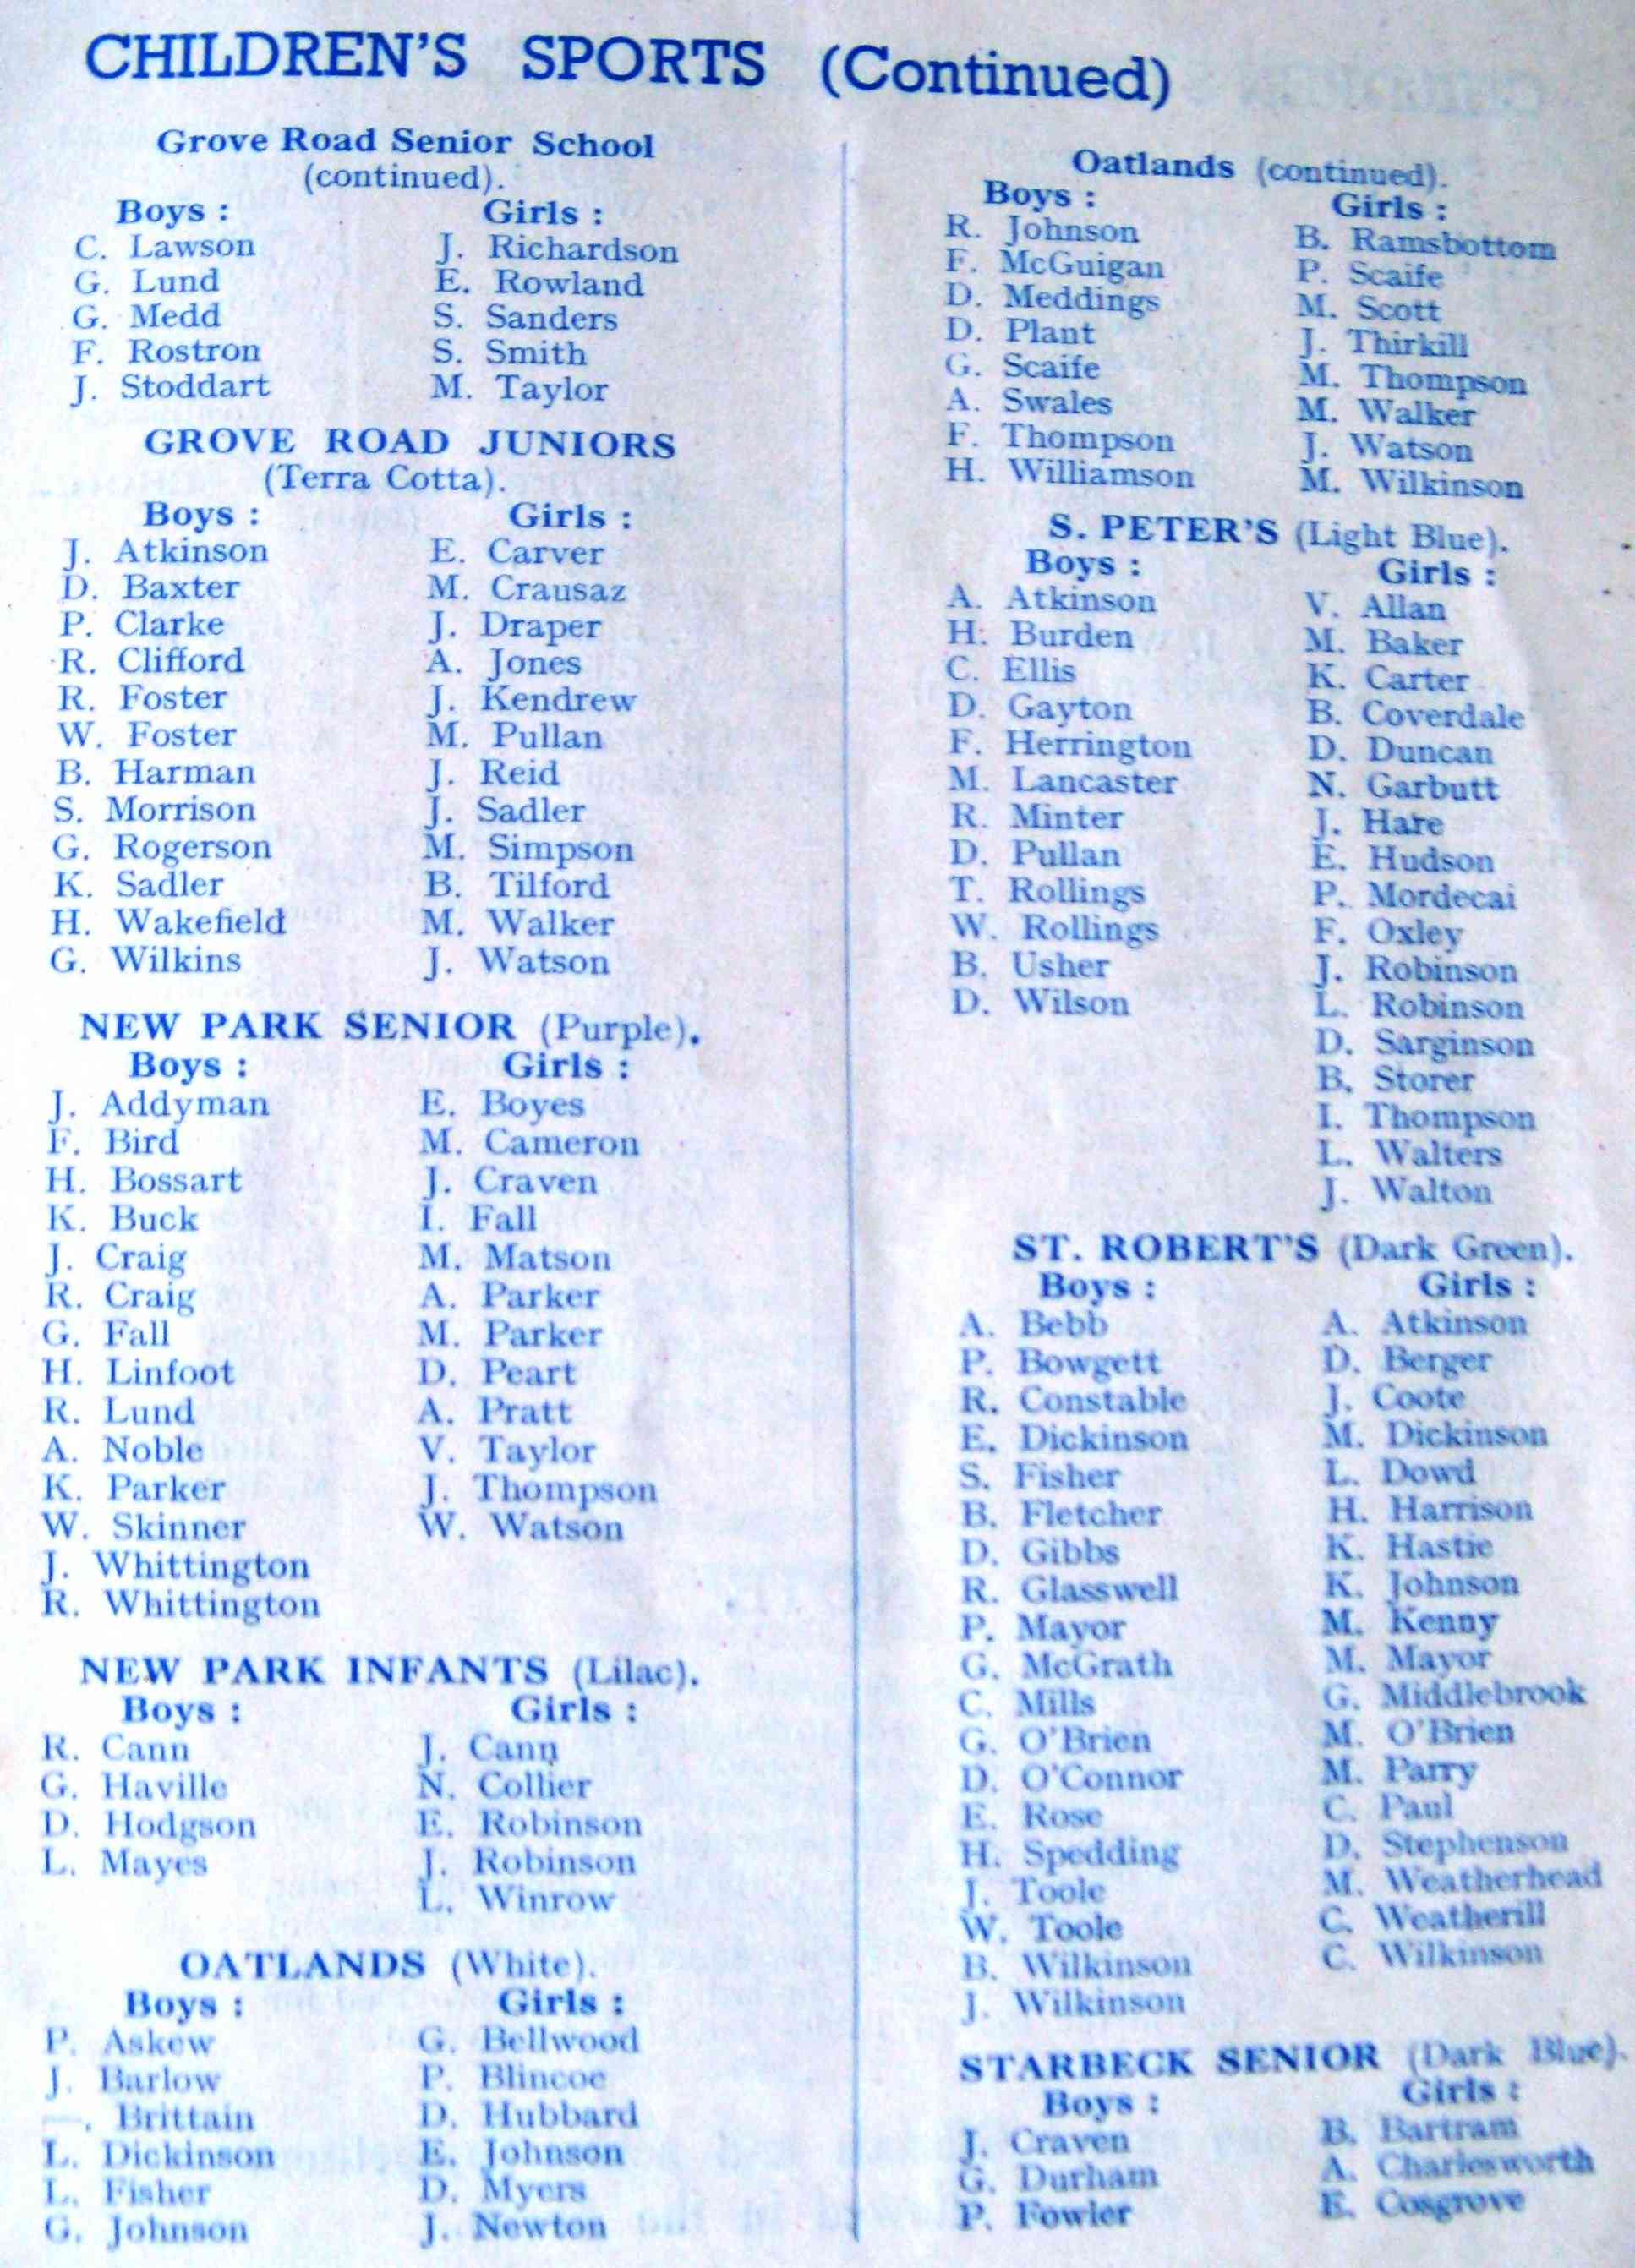 CHILDREN'S SPORTS (Continued)
Grove Road Senior School
(continued).
Boys : Girls :
C. Lawson J. Richardson
G. Lund E. Rowland
G. Medd S. Sanders
F. Rostron S. Smith
J. Stoddart M. Taylor
GROVE ROAD JUNIORS
(Terra Cotta).
Boys : Girls :
J. Atkinson E. Carver
D. Baxter M. Crausaz
P. Clarke J. Draper
R. Clifford A. Jones
R. Foster J. Kendrew
W. Foster M. Pullan
B. Harman J. Reid
S. Morrison J. Sadler
G. Rogerson M. Simpson
K. Sadler B. Tilford
H. Wakefield M. Walker
G. Wilkins J. Watson
NEW PARK SENIOR (Purple).
Boys : Girls :
J. Addyman E. Boyes
F. Bird M. Cameron
H. Bossart J. Craven
K. Buck I. Fall
J. Craig M. Matson
R. Craig A. Parker
G. Fall M. Parker
H. Linfoot D. Peart
R. Lund A. Pratt
A. Noble V. Taylor
K. Parker J. Thompson
W. Skinner W. Watson
J. Whittington
R. Whittington
NEW PARK INFANTS (Lilac).
Boys : Girls :
R. Cann J. Cann
G. Haville N. Collier
D. Hodgson E. Robinson
L. Mayes J. Robinson
L. Winrow
OATLANDS (White).
Boys : Girls :
P. Askew G. Bellwood
J. Barlow P. Blincoe
—. Brittain D. Hubbard
L. Dickinson E. Johnson
L. Fisher D. Myers
G. Johnson J. Newton
Oatlands (continued).
Boys : Girls :
R. Johnson B. Ramsbottom
F. McGuigan P. Scaife
D. Meddings M. Scott
D. Plant J. Thirkill
G. Scaife M. Thompson
A. Swales M. Walker
F. Thompson J. Watson
H. Williamson M. Wilkinson
S. PETER'S (Light Blue).
Boys : Girls :
A. Atkinson V. Allan
H. Burden M. Baker
C. Ellis K. Carter
D. Gayton B. Coverdale
F. Herrington D. Duncan
M. Lancaster N. Garbutt
R. Minter J. Hare
D. Pullan E. Hudson
T. Rollings P. Mordecai
W. Rollings F. Oxley
B. Usher J. Robinson
D. Wilson L. Robinson
D. Sarginson
B. Storer
I. Thompson
L. Walters
J. Walton
ST. ROBERT'S (Dark Green).
Boys : Girls :
A. Bebb A. Atkinson
P. Bowgett D. Berger
R. Constable J. Coote
E. Dickinson M. Dickinson
S. Fisher L. Dowd
B. Fletcher H. Harrison
D. Gibbs K. Hastie
R. Glasswell K. Johnson
P. Mayor M. Kenny
G. McGrath M. Mayor
C. Mills G. Middlebrook
G. O'Brien M. O'Brien
D. O'Connor M. Parry
E. Rose C. Paul
H. Spedding D. Stephenson
J. Toole M. Weatherhead
W. Toole C. Weatherill
B. Wilkinson C. Wilkinson
J. Wilkinson
STARBECK SENIOR (Dark Blue).
Boys : Girls :
J. Craven B. Bartram
G. Durham A. Charlesworth
P. Fowler E. Cosgrove